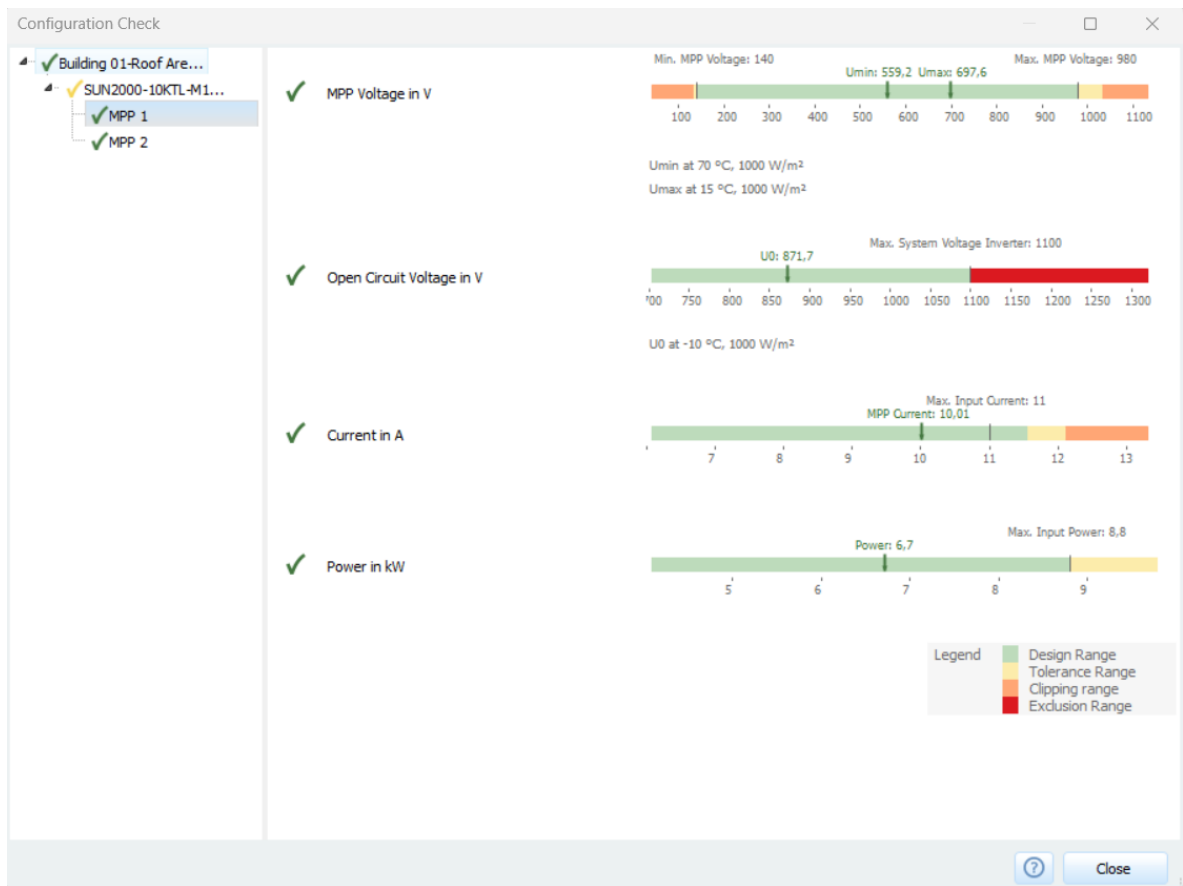 Configuration Check
Building 01-Roof Are...
SUN2000-10KTL-M1...
MPP 1
MPP 2
MPP Voltage in V
Min. MPP Voltage: 140
Max. MPP Voltage: 980
Umin: 559,2 Umax: 697,6
100 200 300 400 500 600 700 800 900 1000 1100
Umin at 70 ºC, 1000 W/m²
Umax at 15 ºC, 1000 W/m²
Open Circuit Voltage in V
Max. System Voltage Inverter: 1100
U0: 871,7
700 750 800 850 900 950 1000 1050 1100 1150 1200 1250 1300
U0 at -10 ºC, 1000 W/m²
Current in A
Max. Input Current: 11
MPP Current: 10,01
7 8 9 10 11 12 13
Power in kW
Max. Input Power: 8,8
Power: 6,7
5 6 7 8 9
Legend
Design Range
Tolerance Range
Clipping range
Exclusion Range
?
Close